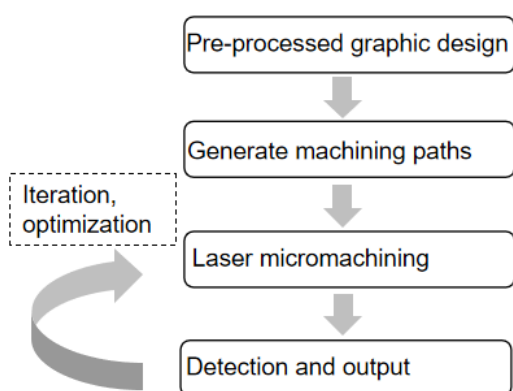 Pre-processed graphic design
Generate machining paths
Iteration,
optimization
Laser micromachining
Detection and output